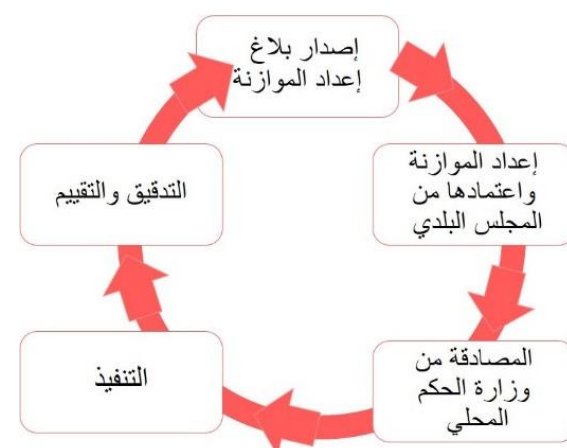 إصدار بلاغ
إعداد الموازنة
إعداد الموازنة
واعتمادها من
المجلس البلدي
المصادقة من
وزارة الحكم
المحلي
التنفيذ
التدقيق والتقييم